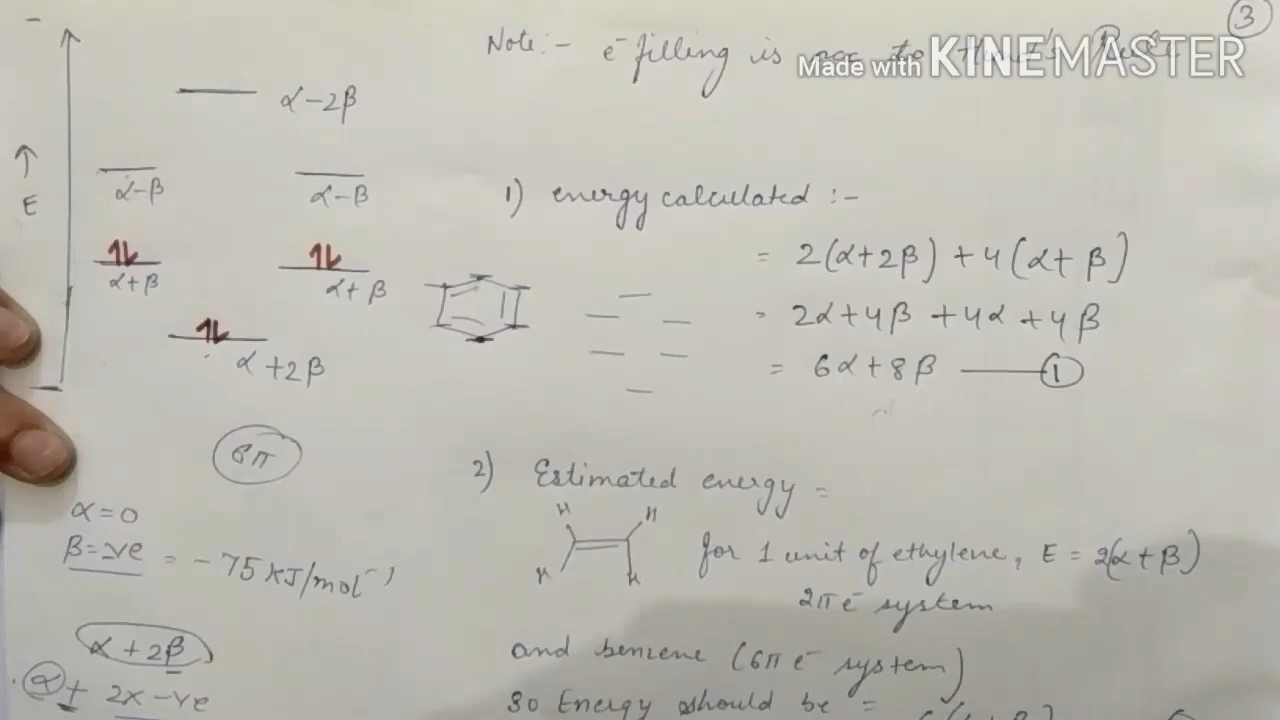 3
Note:- e⁻ filling is
Made with KINEMASTER
α-2β
α-β
α-β
↑
E
α+β
α+β
α+2β
1) energy calculated :-
= 2(α+2β) + 4(α+β)
= 2α+4β+4α+4β
= 6α+8β ——①
6π
α=0
β=-ve = -75 kJ/mol⁻¹
α+2β
α ± 2x-ve
2) Estimated energy =
H H
H H
for 1 unit of ethylene, E = 2(α+β)
2π e⁻ system
and benzene (6π e⁻ system)
so Energy should be =